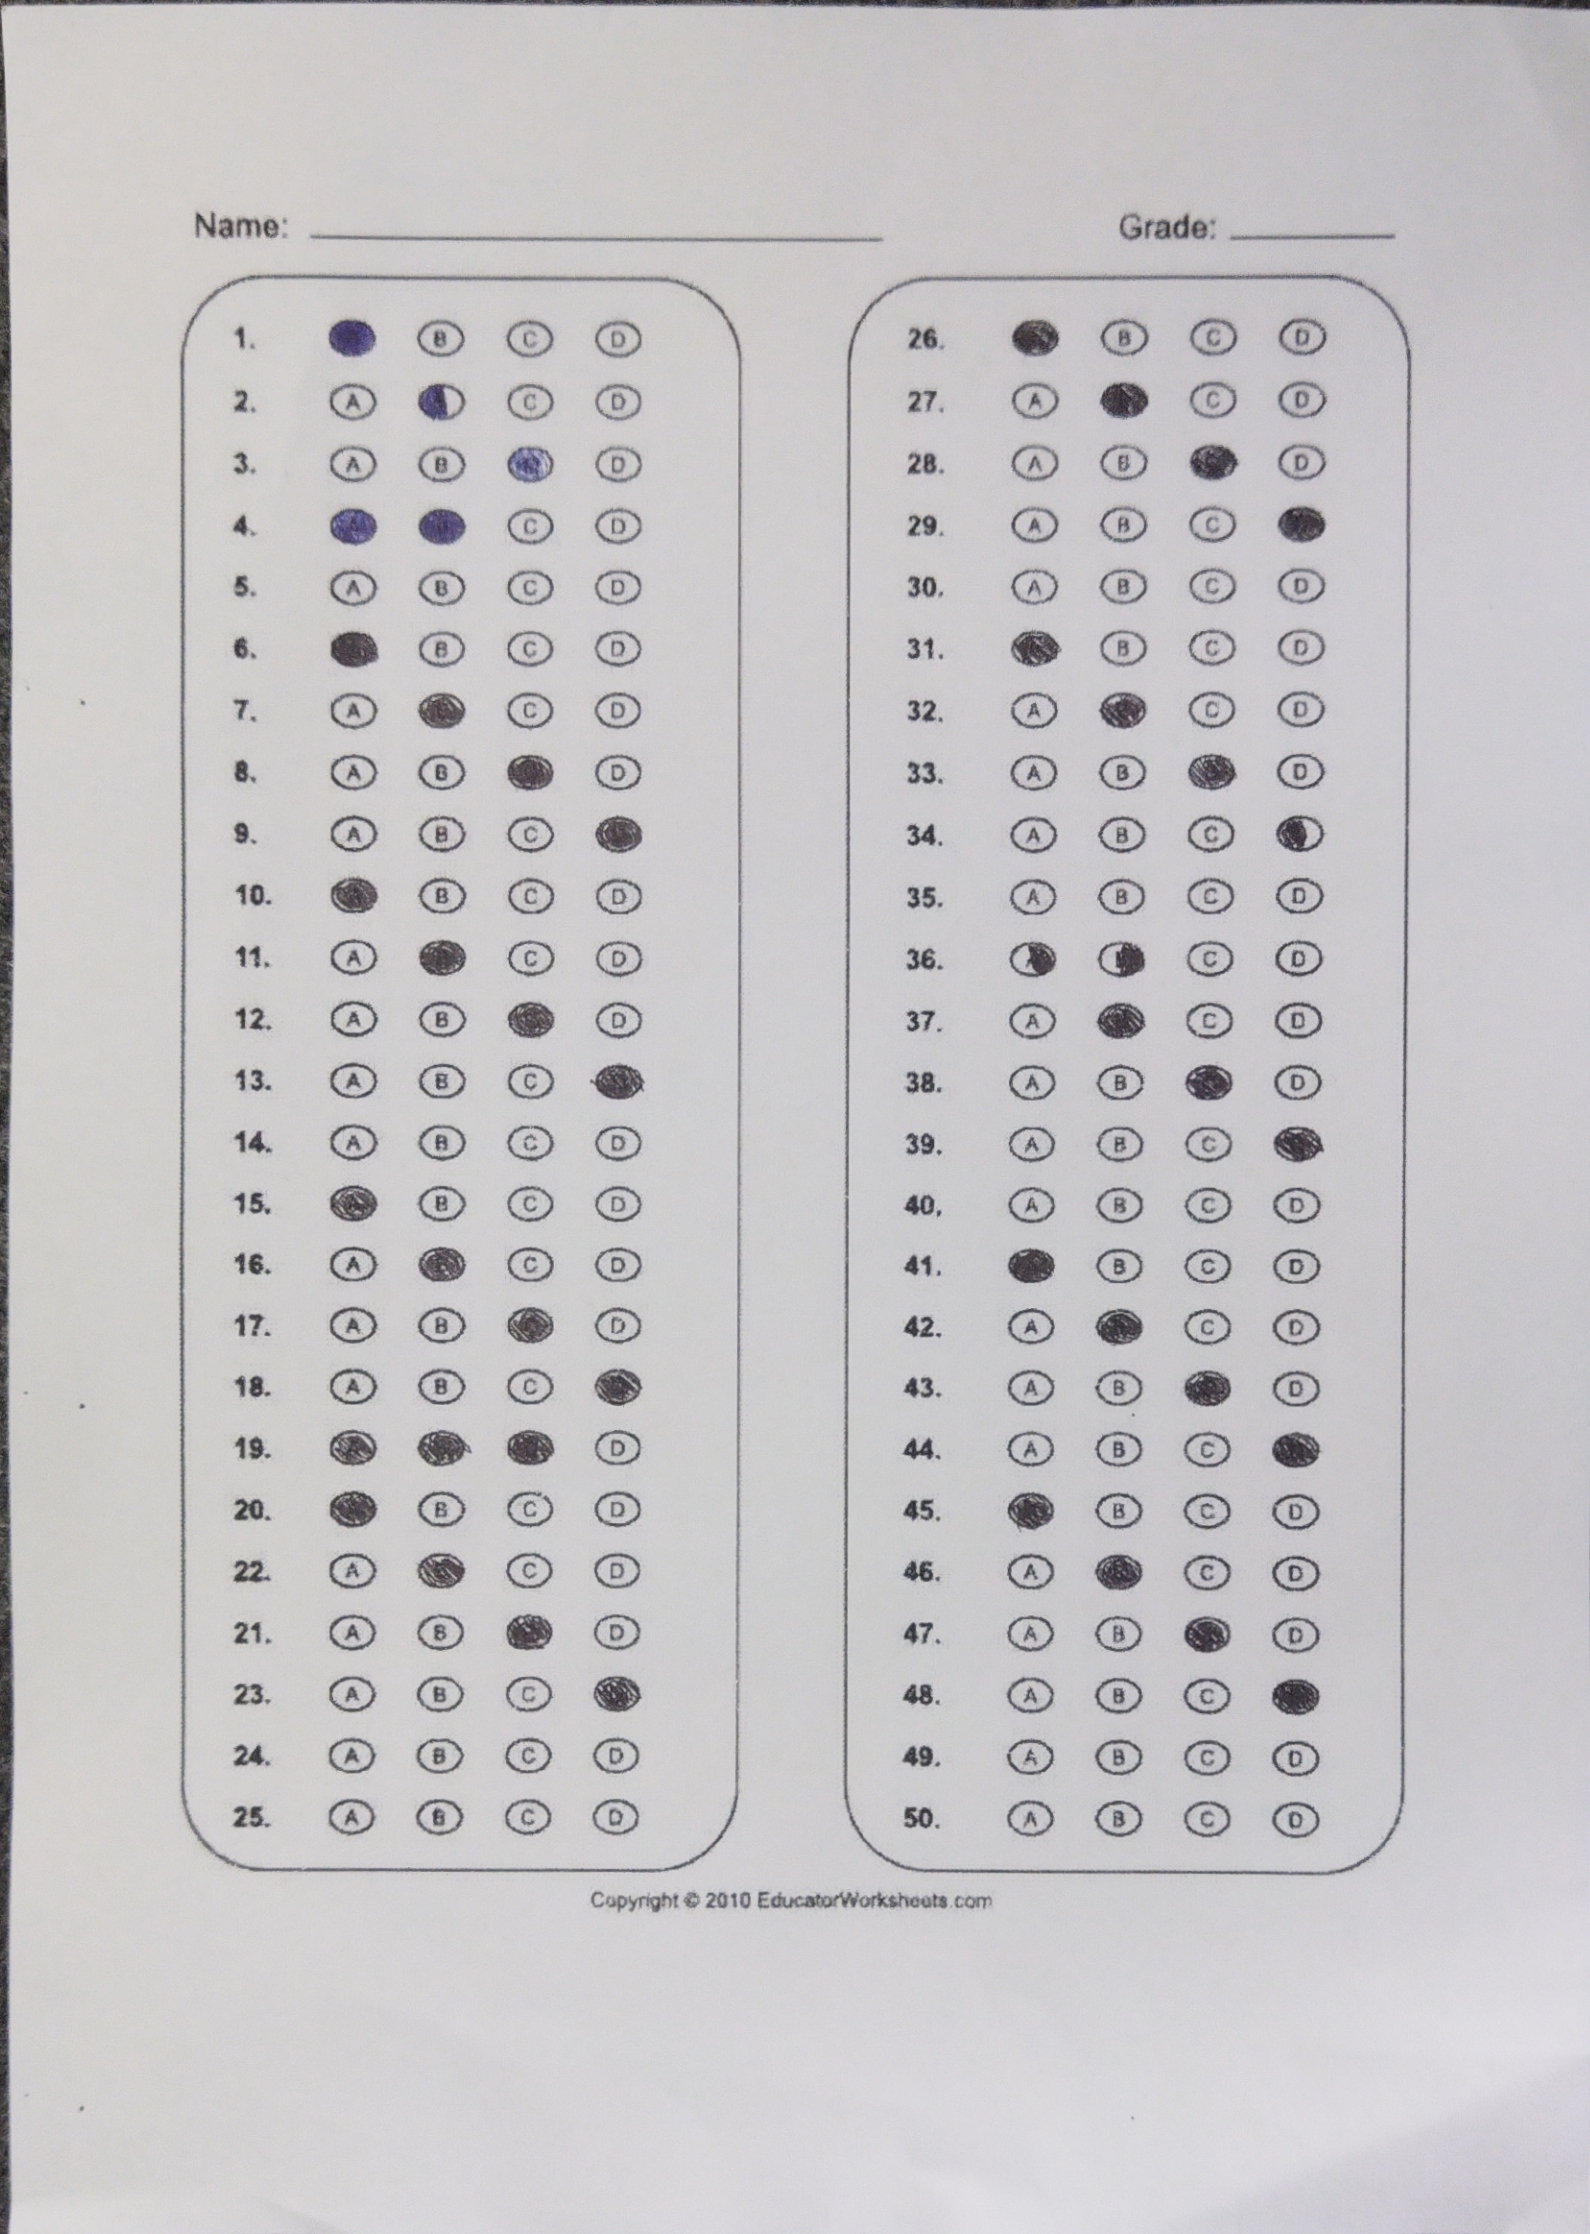 Name: Grade:
1. B C D
2. A C D
3. A B D
4. C D
5. A B C D
6. B C D
7. A C D
8. A B D
9. A B C
10. B C D
11. A C D
12. A B D
13. A B C
14. A B C D
15. B C D
16. A C D
17. A B D
18. A B C
19. D
20. B C D
22. A C D
21. A B D
23. A B C
24. A B C D
25. A B C D
26. B C D
27. A C D
28. A B D
29. A B C
30. A B C D
31. B C D
32. A C D
33. A B D
34. A B C
35. A B C D
36. C D
37. A C D
38. A B D
39. A B C
40. A B C D
41. B C D
42. A C D
43. A B D
44. A B C
45. B C D
46. A C D
47. A B D
48. A B C
49. A B C D
50. A B C D
Copyright © 2010 EducatorWorksheets.com